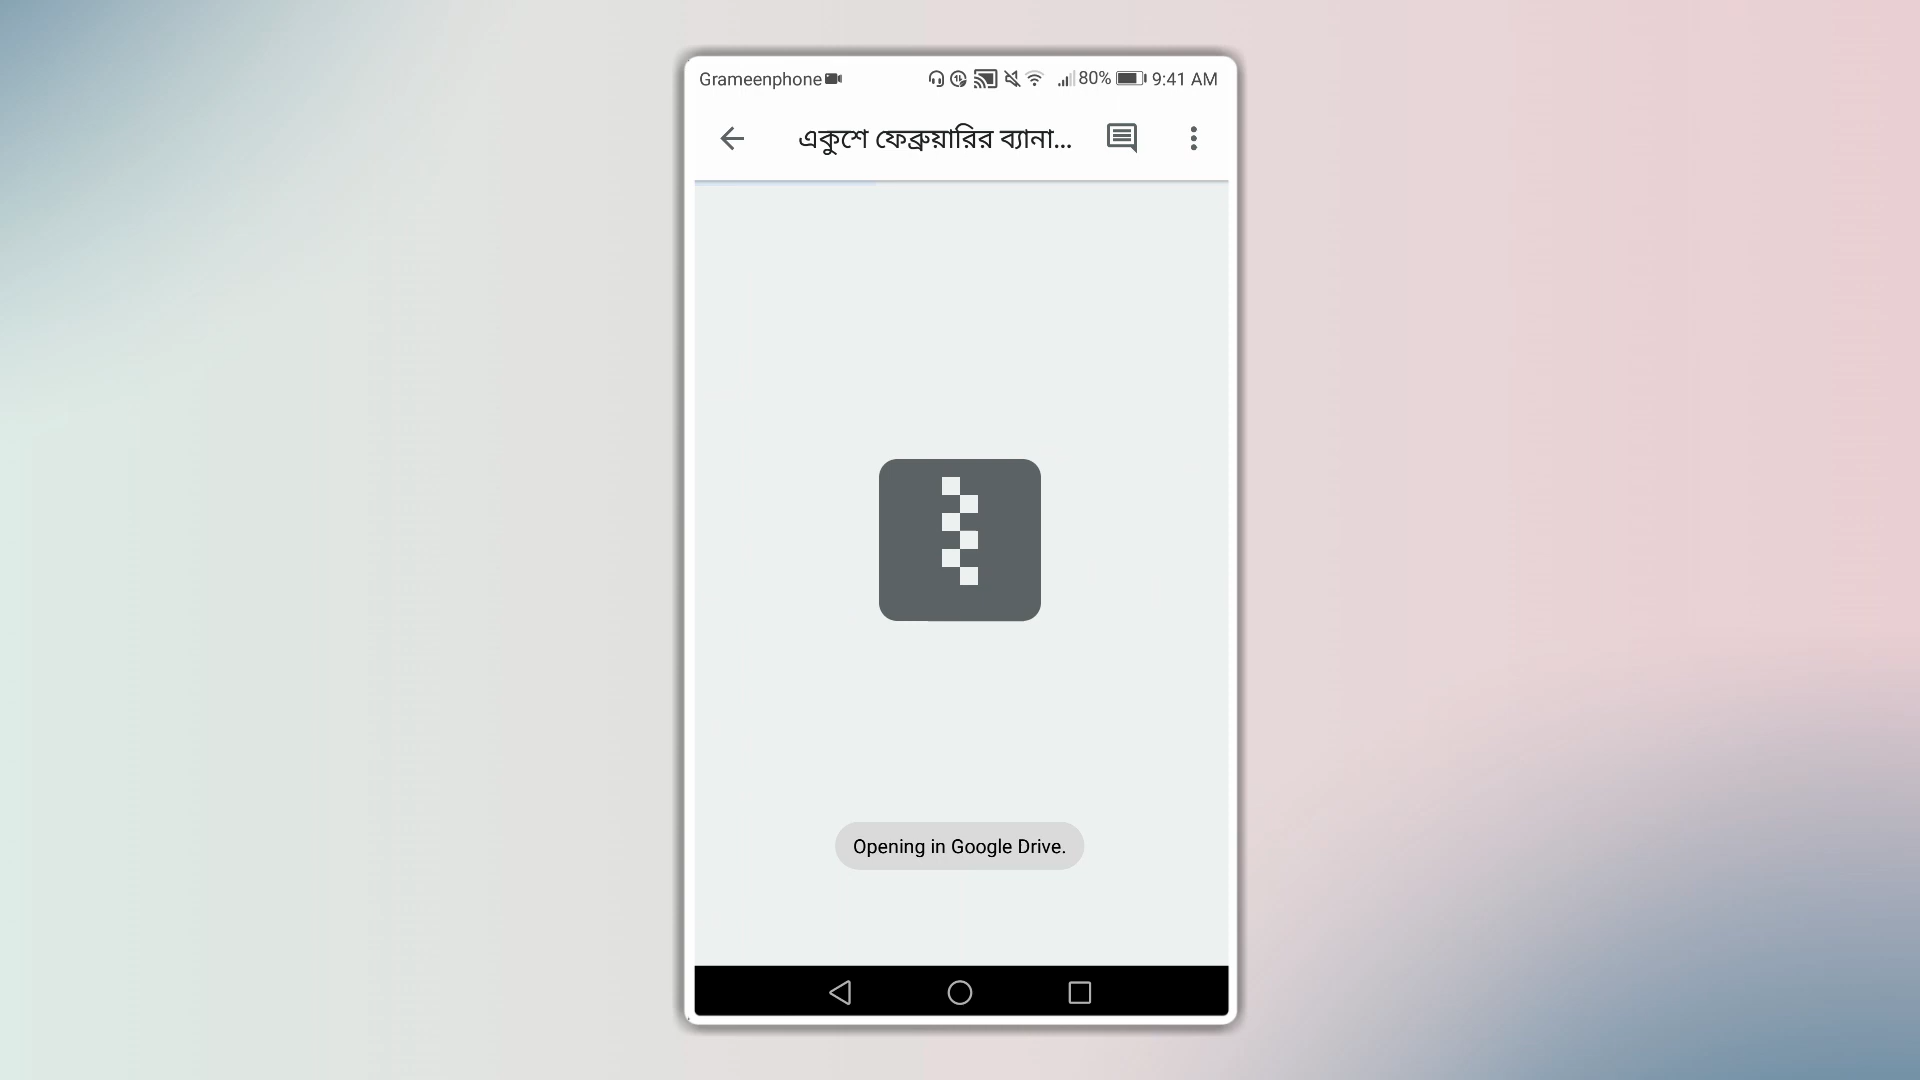 Grameenphone 80% 9:41 AM
একুশে ফেব্রুয়ারির ব্যানা...
Opening in Google Drive.